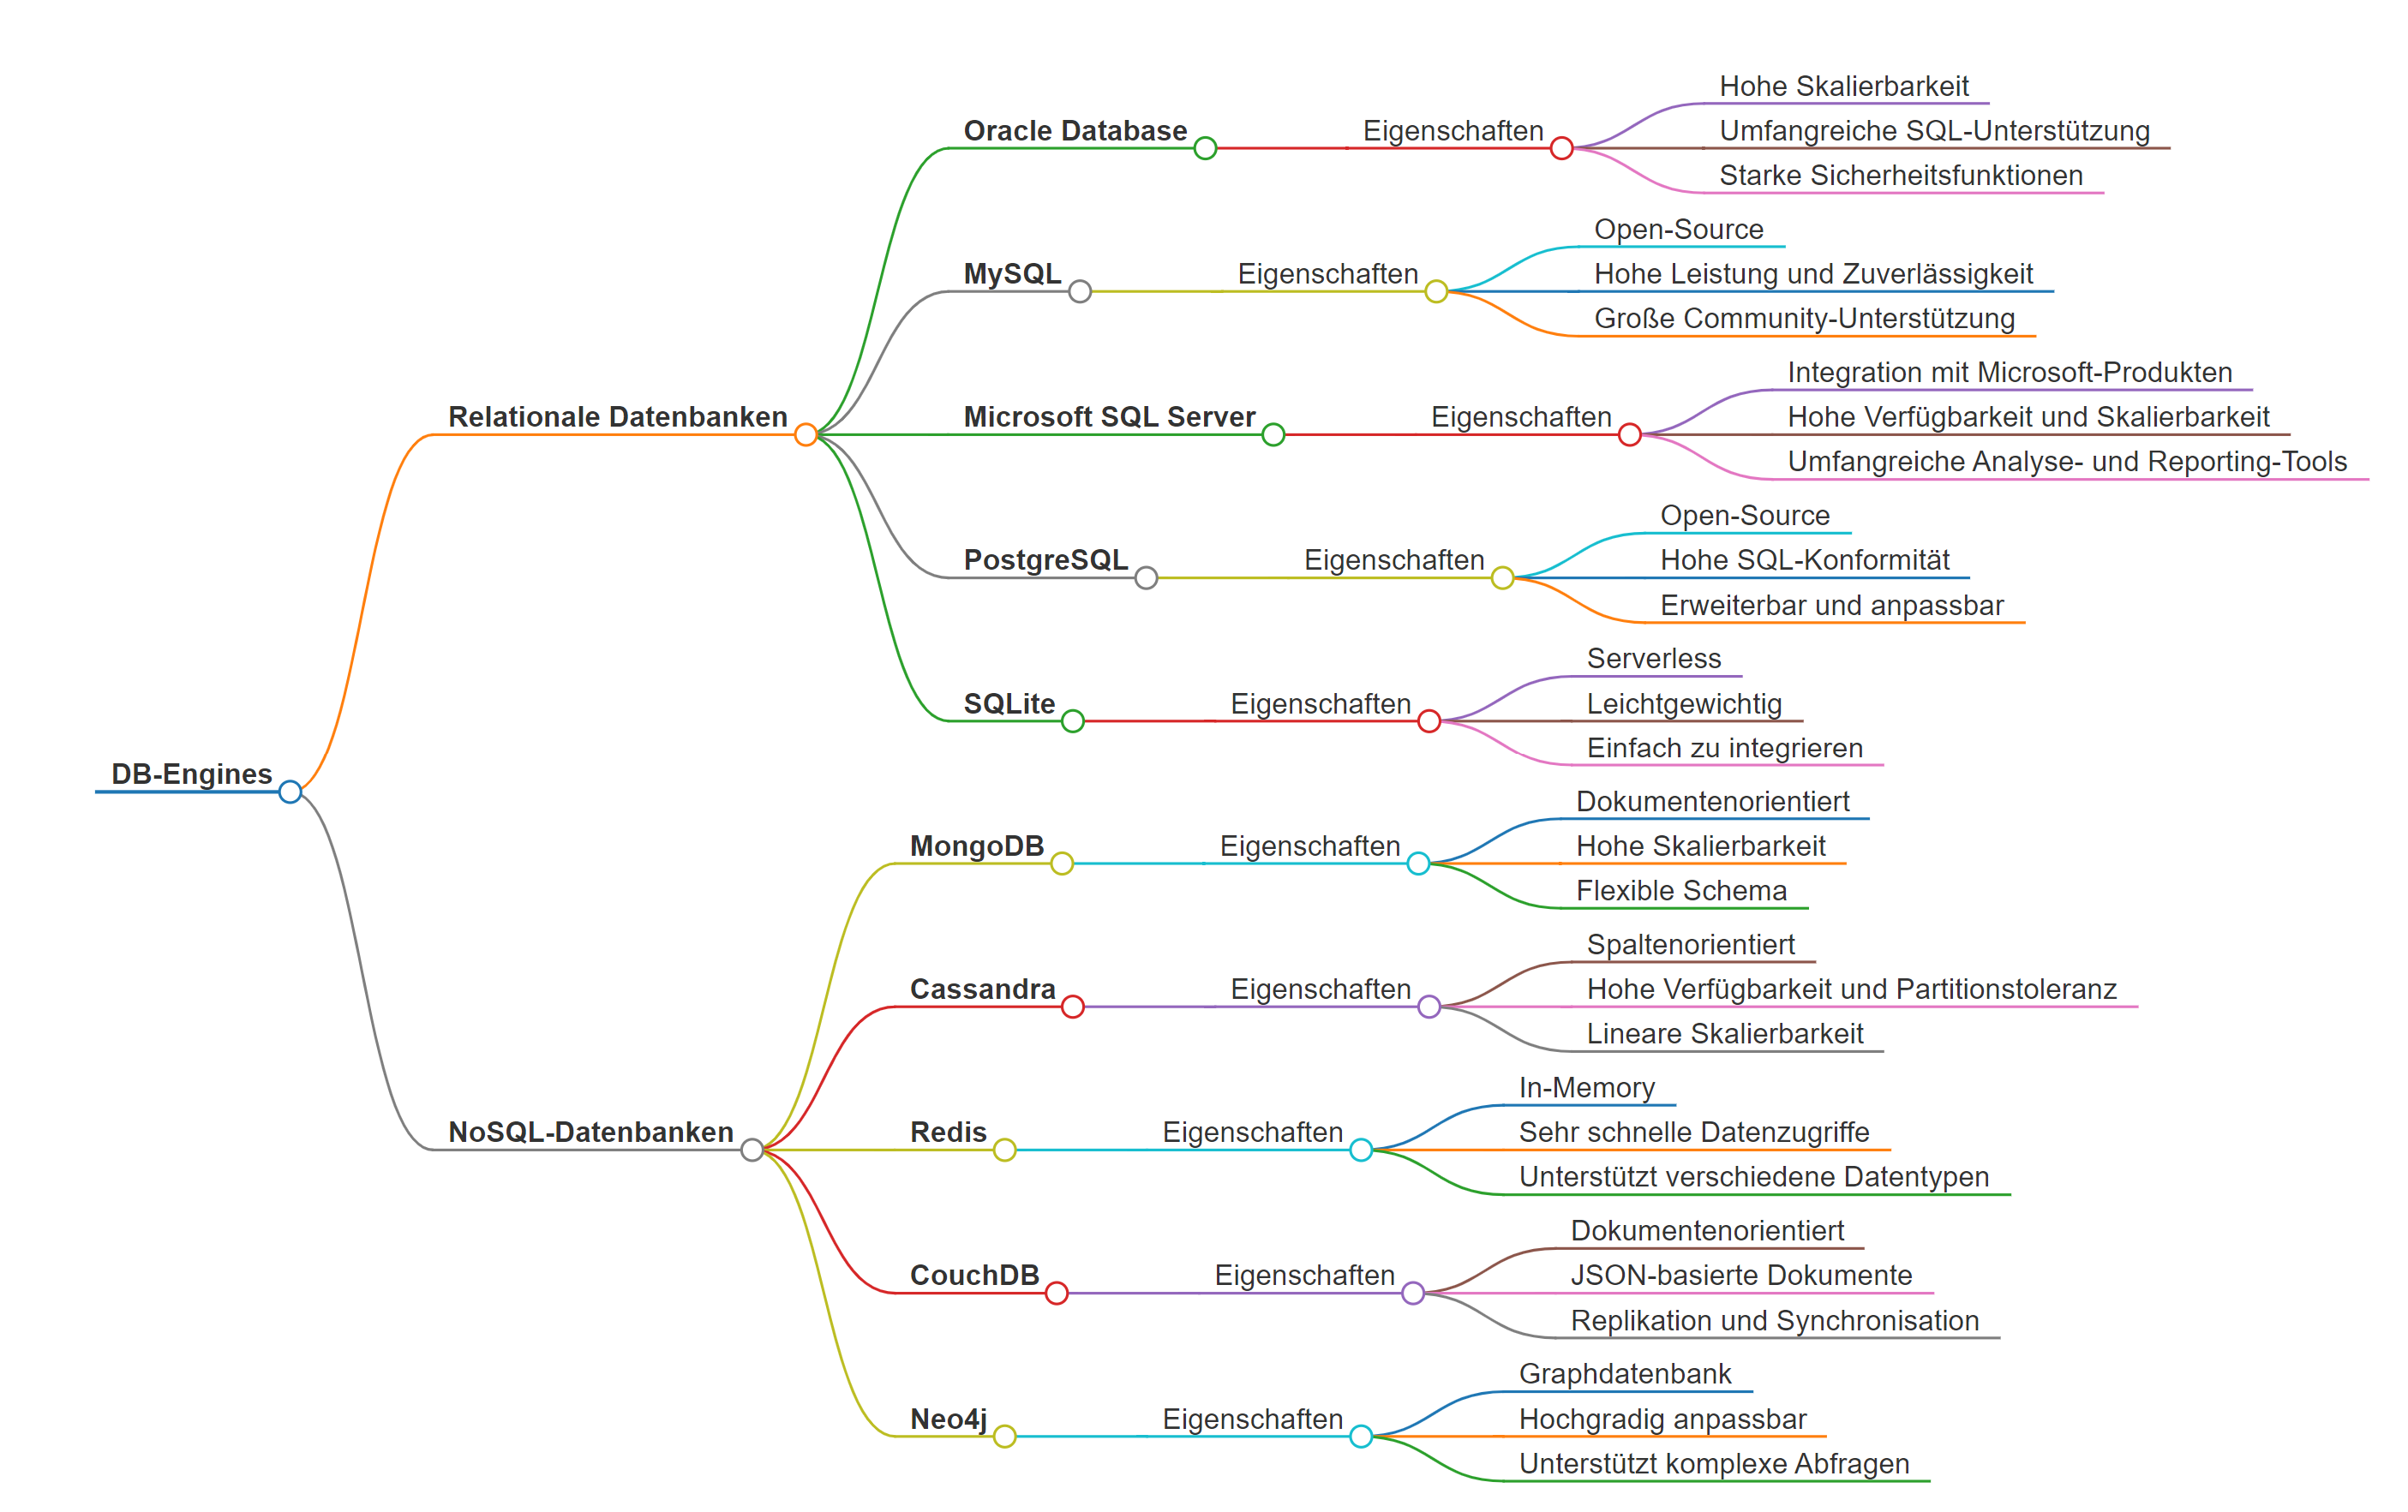 DB-Engines
Relationale Datenbanken
Oracle Database
Eigenschaften
Hohe Skalierbarkeit
Umfangreiche SQL-Unterstützung
Starke Sicherheitsfunktionen
MySQL
Eigenschaften
Open-Source
Hohe Leistung und Zuverlässigkeit
Große Community-Unterstützung
Microsoft SQL Server
Eigenschaften
Integration mit Microsoft-Produkten
Hohe Verfügbarkeit und Skalierbarkeit
Umfangreiche Analyse- und Reporting-Tools
PostgreSQL
Eigenschaften
Open-Source
Hohe SQL-Konformität
Erweiterbar und anpassbar
SQLite
Eigenschaften
Serverless
Leichtgewichtig
Einfach zu integrieren
NoSQL-Datenbanken
MongoDB
Eigenschaften
Dokumentenorientiert
Hohe Skalierbarkeit
Flexible Schema
Cassandra
Eigenschaften
Spaltenorientiert
Hohe Verfügbarkeit und Partitionstoleranz
Lineare Skalierbarkeit
Redis
Eigenschaften
In-Memory
Sehr schnelle Datenzugriffe
Unterstützt verschiedene Datentypen
CouchDB
Eigenschaften
Dokumentenorientiert
JSON-basierte Dokumente
Replikation und Synchronisation
Neo4j
Eigenschaften
Graphdatenbank
Hochgradig anpassbar
Unterstützt komplexe Abfragen